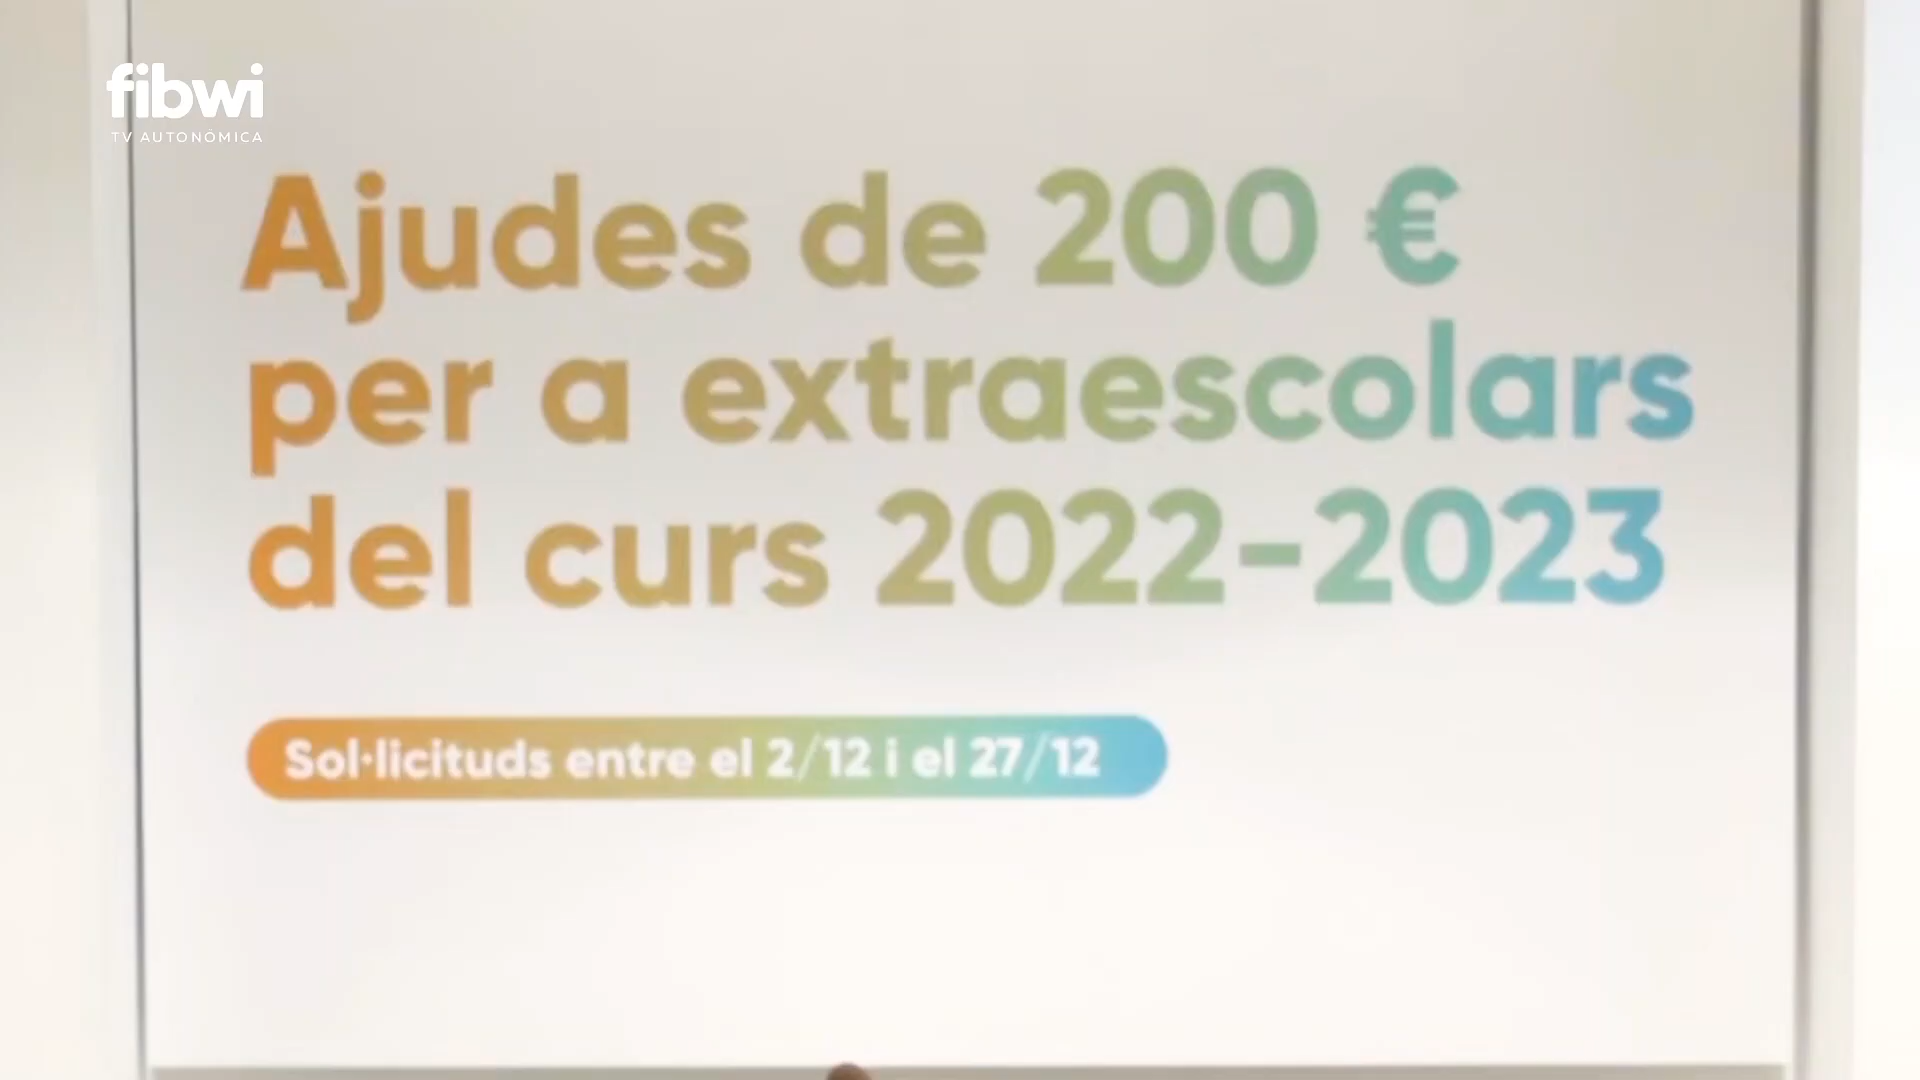 fibwi
TV AUTONÓMICA
Ajudes de 200 €
per a extraescolars
del curs 2022-2023
Sol·licituds entre el 2/12 i el 27/12